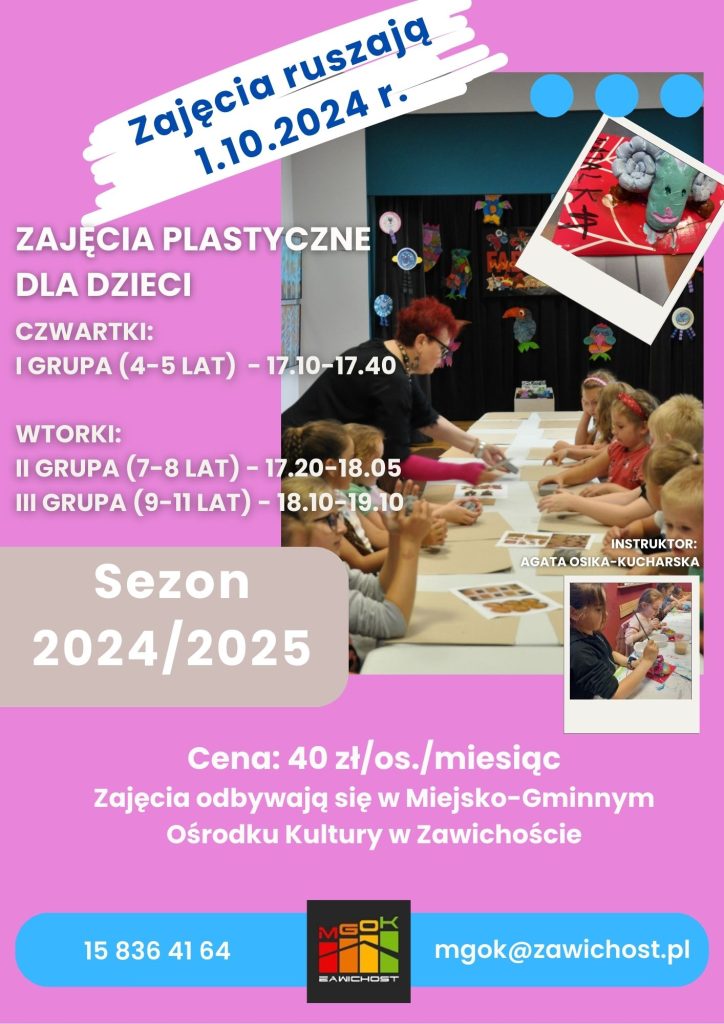 Zajęcia ruszają
1.10.2024 r.
ZAJĘCIA PLASTYCZNE
DLA DZIECI
CZWARTKI:
I GRUPA (4-5 LAT) - 17.10-17.40
WTORKI:
II GRUPA (7-8 LAT) - 17.20-18.05
III GRUPA (9-11 LAT) - 18.10-19.10
INSTRUKTOR:
AGATA OSIKA-KUCHARSKA
Sezon
2024/2025
Cena: 40 zł/os./miesiąc
Zajęcia odbywają się w Miejsko-Gminnym
Ośrodku Kultury w Zawichoście
15 836 41 64
MGOK
ZAWICHOST
mgok@zawichost.pl